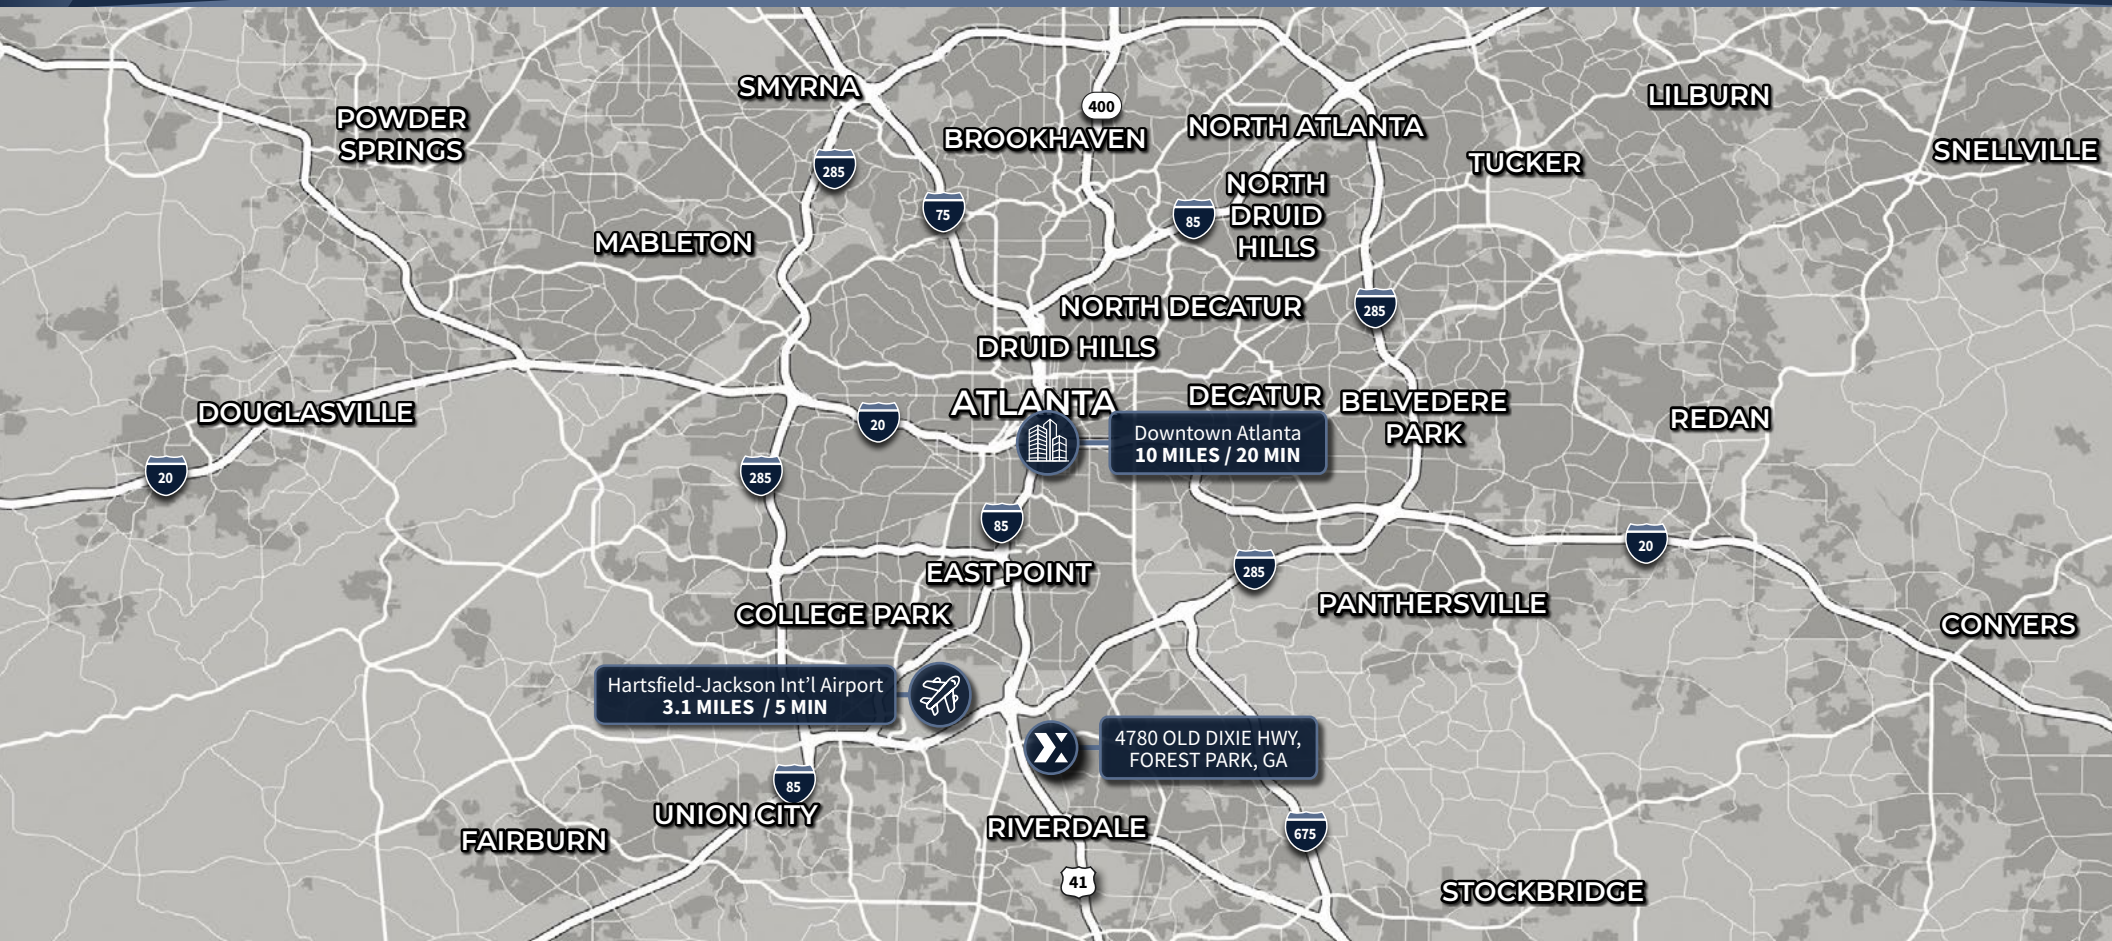 SMYRNA
LILBURN
400
POWDER
SPRINGS
BROOKHAVEN
NORTH ATLANTA
SNELLVILLE
TUCKER
285
75
85
NORTH
DRUID
HILLS
MABLETON
NORTH DECATUR
285
DRUID HILLS
ATLANTA
DECATUR
BELVEDERE
PARK
DOUGLASVILLE
REDAN
20
Downtown Atlanta
10 MILES / 20 MIN
20
285
85
20
EAST POINT
285
COLLEGE PARK
PANTHERSVILLE
CONYERS
Hartsfield-Jackson Int'l Airport
3.1 MILES / 5 MIN
4780 OLD DIXIE HWY,
FOREST PARK, GA
85
UNION CITY
FAIRBURN
RIVERDALE
675
41
STOCKBRIDGE